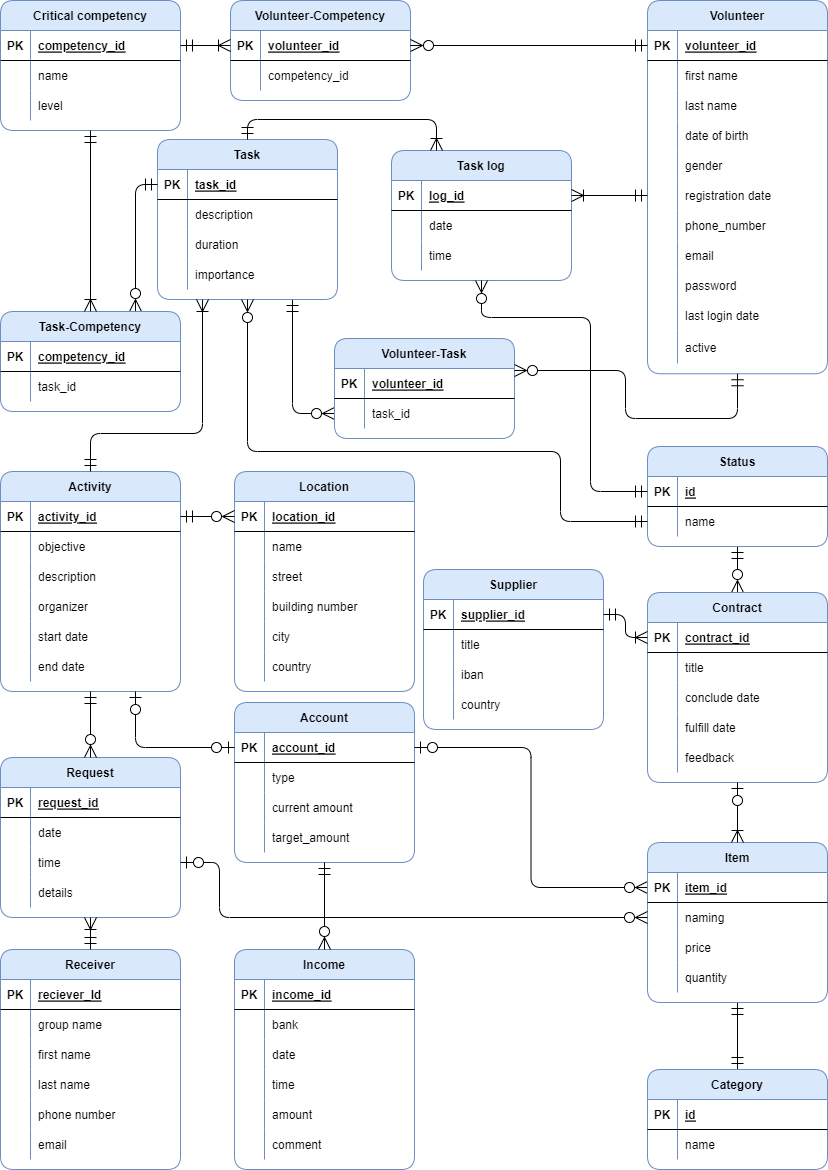 Critical competency
PK competency_id
name
level
Volunteer-Competency
PK volunteer_id
competency_id
Volunteer
PK volunteer_id
first name
last name
date of birth
gender
registration date
phone_number
email
password
last login date
active
Task
PK task_id
description
duration
importance
Task log
PK log_id
date
time
Task-Competency
PK competency_id
task_id
Volunteer-Task
PK volunteer_id
task_id
Activity
PK activity_id
objective
description
organizer
start date
end date
Location
PK location_id
name
street
building number
city
country
Status
PK id
name
Supplier
PK supplier_id
title
iban
country
Contract
PK contract_id
title
conclude date
fulfill date
feedback
Account
PK account_id
type
current amount
target_amount
Request
PK request_id
date
time
details
Item
PK item_id
naming
price
quantity
Receiver
PK reciever_Id
group name
first name
last name
phone number
email
Income
PK income_id
bank
date
time
amount
comment
Category
PK id
name